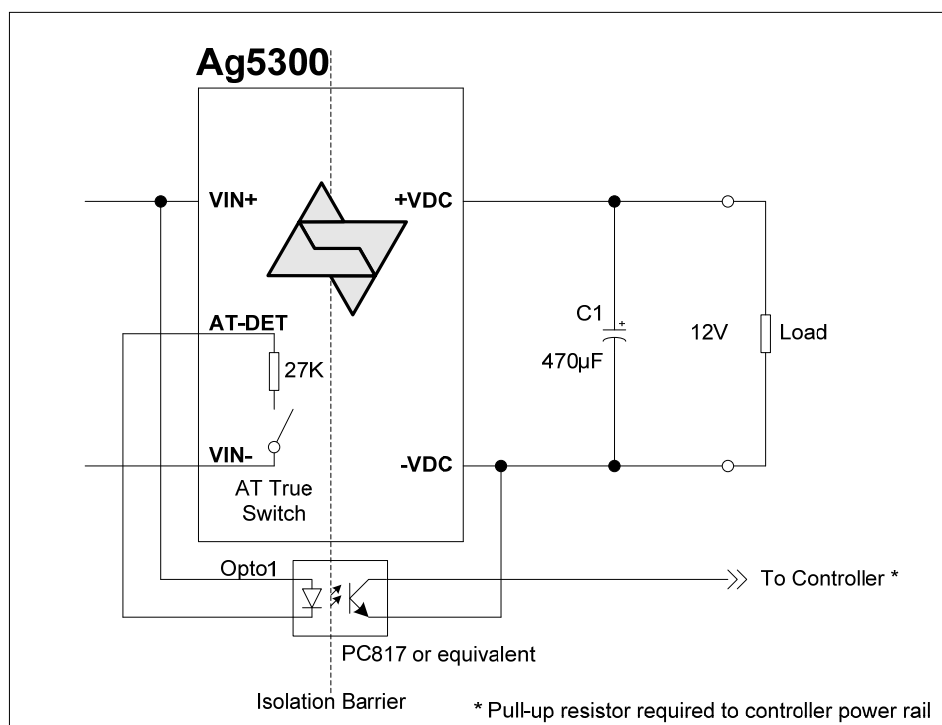 Ag5300
VIN+
+VDC
AT-DET
27K
C1
+
470µF
12V
Load
VIN-
-VDC
AT True
Switch
Opto1
To Controller *
PC817 or equivalent
Isolation Barrier
* Pull-up resistor required to controller power rail